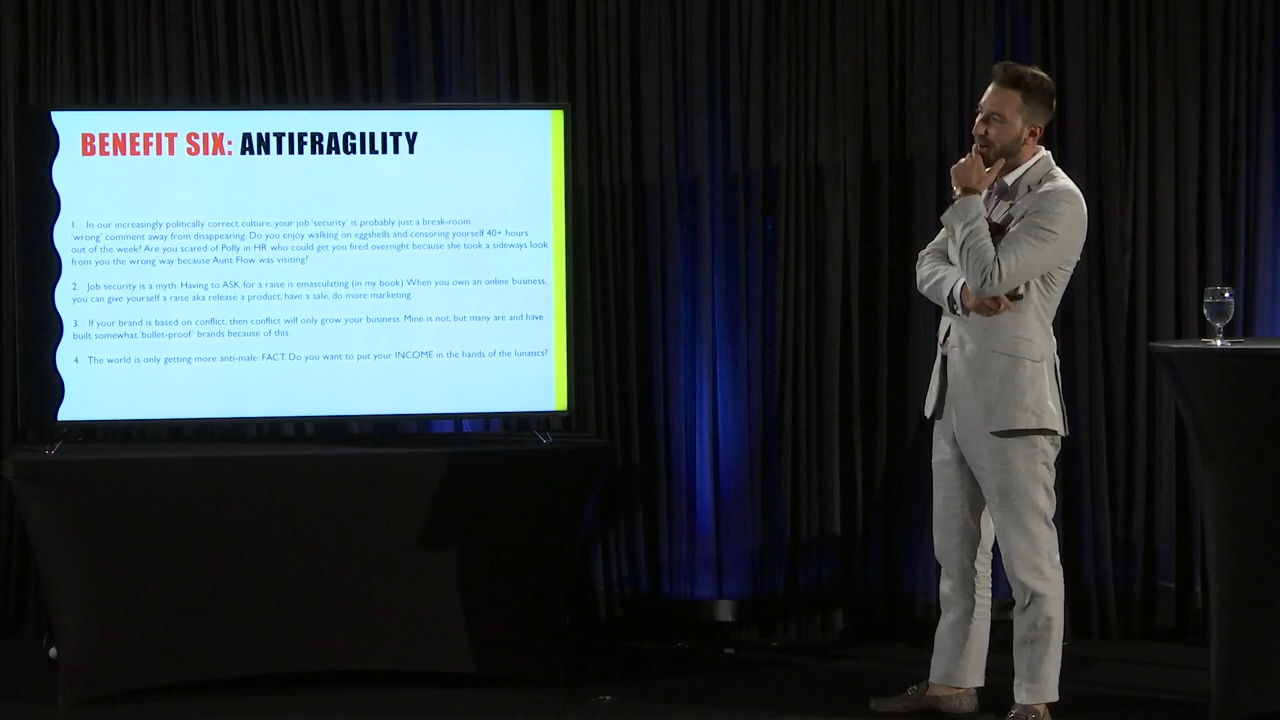 BENEFIT SIX: ANTIFRAGILITY
1. In our increasingly politically correct culture, your job 'security' is probably just a break-room
'wrong' comment away from disappearing. Do you enjoy walking on eggshells and censoring yourself 40+ hours
out of the week? Are you scared of Polly in HR who could get you fired overnight because she took a sideways look
from you the wrong way because Aunt Flow was visiting?
2. Job security is a myth. Having to ASK for a raise is emasculating (in my book). When you own an online business,
you can give yourself a raise aka release a product, have a sale, do more marketing.
3. If your brand is based on conflict, then conflict will only grow your business. Mine is not, but many are and have
built somewhat 'bullet-proof' brands because of this.
4. The world is only getting more anti-male: FACT. Do you want to put your INCOME in the hands of the lunatics?